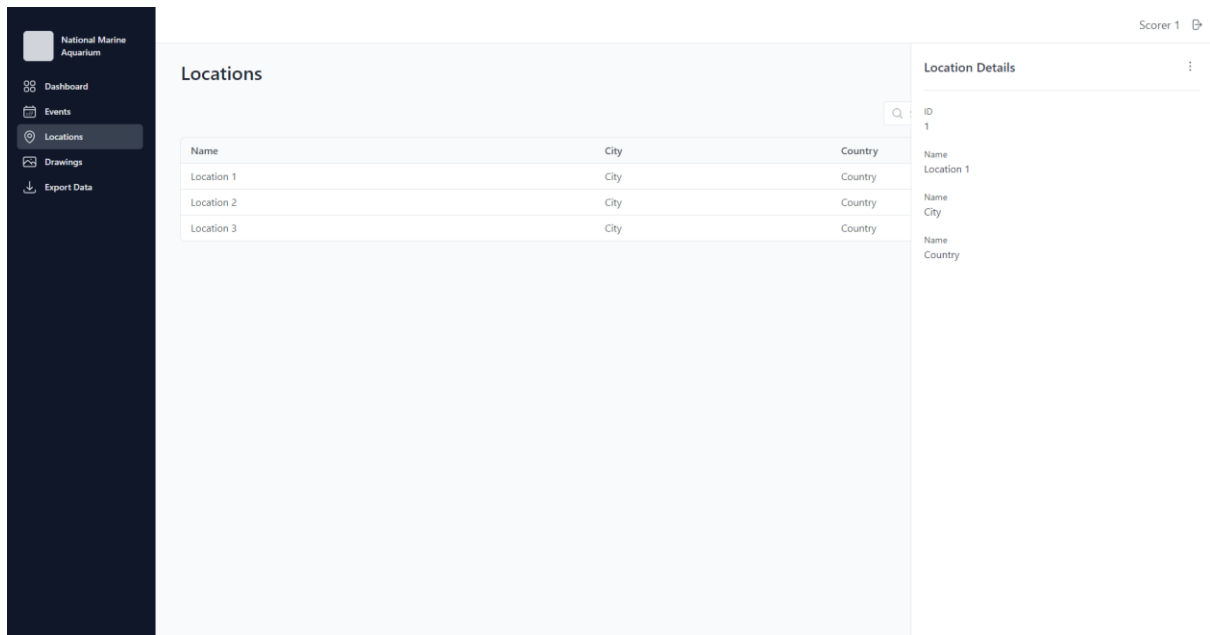 National Marine
Aquarium
Dashboard
Events
Locations
Drawings
Export Data
Scorer 1
Locations
Name City Country
Location 1 City Country
Location 2 City Country
Location 3 City Country
Location Details
ID
1
Name
Location 1
Name
City
Name
Country